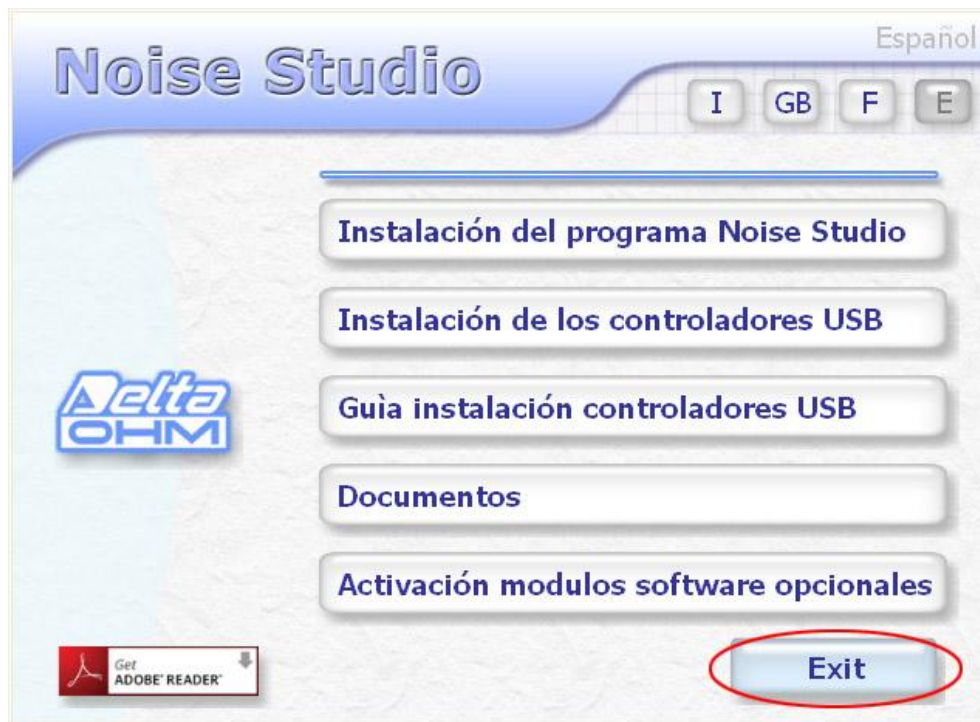 Español
Noise Studio
I GB F E
Instalación del programa Noise Studio
Instalación de los controladores USB
Guìa instalación controladores USB
Documentos
Activación modulos software opcionales
Delta
OHM
Get
ADOBE® READER®
Exit